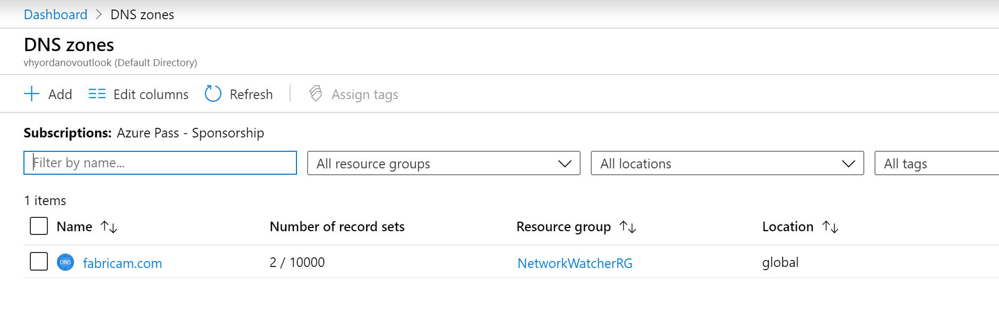 Dashboard > DNS zones
DNS zones
vhyordanovoutlook (Default Directory)
Add Edit columns Refresh Assign tags
Subscriptions: Azure Pass - Sponsorship
Filter by name... All resource groups All locations All tags
1 items
Name Number of record sets Resource group Location
DNS fabricam.com 2 / 10000 NetworkWatcherRG global